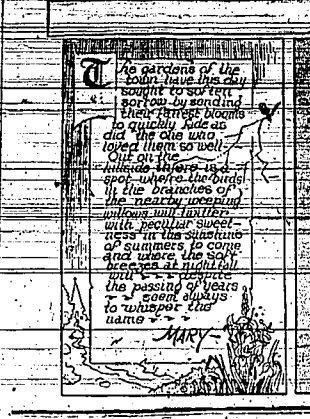 The gardens of the
town have this day
sought to soften
sorrow by sending
their fairest blooms
to quickly fade as
did the one who
loved them so well.
Out on the
hillside there is a
spot where the birds
in the branches of
the nearby weeping
willows will twitter
with peculiar sweet-
ness in the sunshine
of summers to come
and where the soft
breezes at nightfall
will - - - despite
the passing of years
- - seem always
to whisper the
name - - -
MARY -